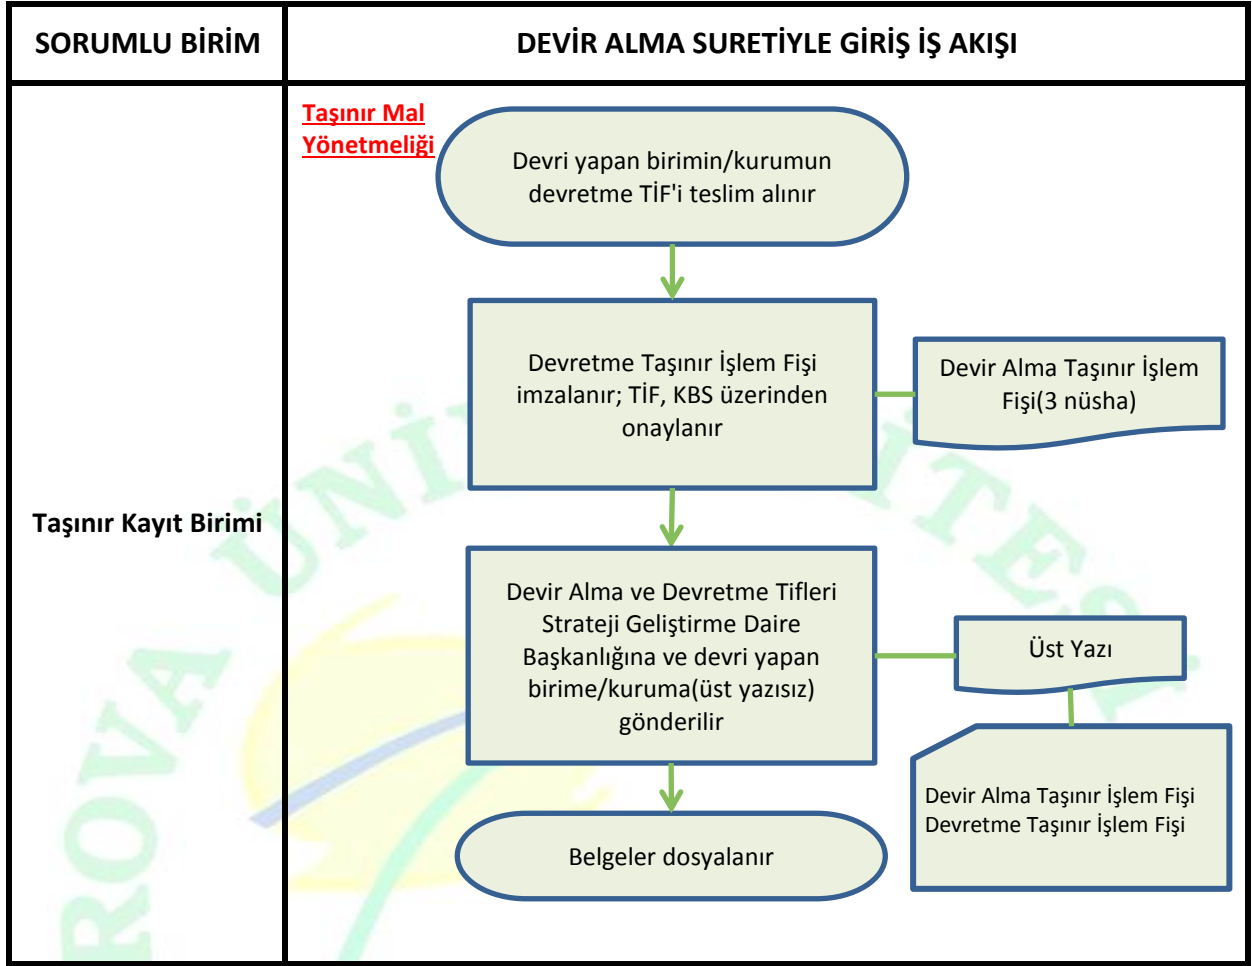 SORUMLU BİRİM
DEVİR ALMA SURETİYLE GİRİŞ İŞ AKIŞI
Taşınır Kayıt Birimi
Taşınır Mal
Yönetmeliği
Devri yapan birimin/kurumun
devretme TİF'i teslim alınır
Devretme Taşınır İşlem Fişi
imzalanır; TİF, KBS üzerinden
onaylanır
Devir Alma Taşınır İşlem
Fişi(3 nüsha)
Devir Alma ve Devretme Tifleri
Strateji Geliştirme Daire
Başkanlığına ve devri yapan
birime/kuruma(üst yazısız)
gönderilir
Üst Yazı
Devir Alma Taşınır İşlem Fişi
Devretme Taşınır İşlem Fişi
Belgeler dosyalanır